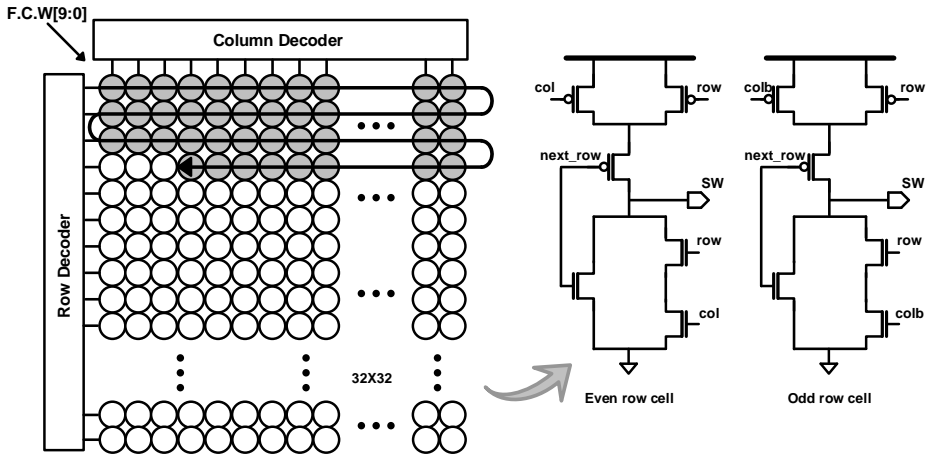 F.C.W[9:0]
Column Decoder
Row Decoder
32X32
col
row
next_row
SW
row
col
Even row cell
colb
row
next_row
SW
row
colb
Odd row cell